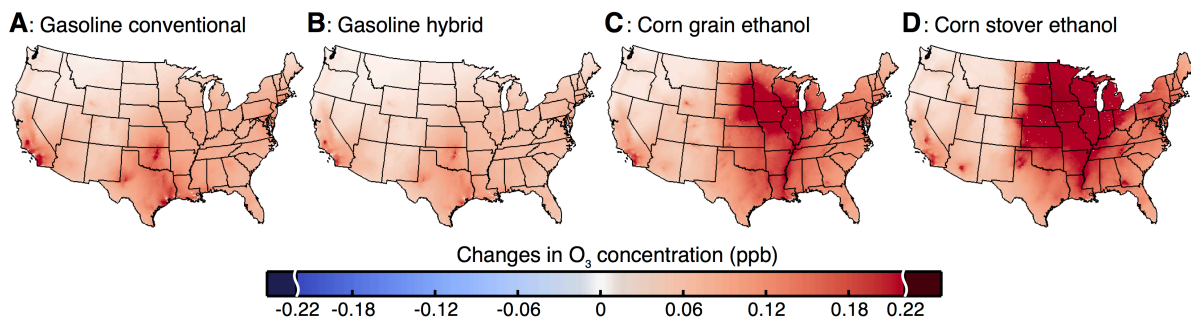 A: Gasoline conventional
B: Gasoline hybrid
C: Corn grain ethanol
D: Corn stover ethanol
Changes in O₃ concentration (ppb)
-0.22 -0.18 -0.12 -0.06 0 0.06 0.12 0.18 0.22